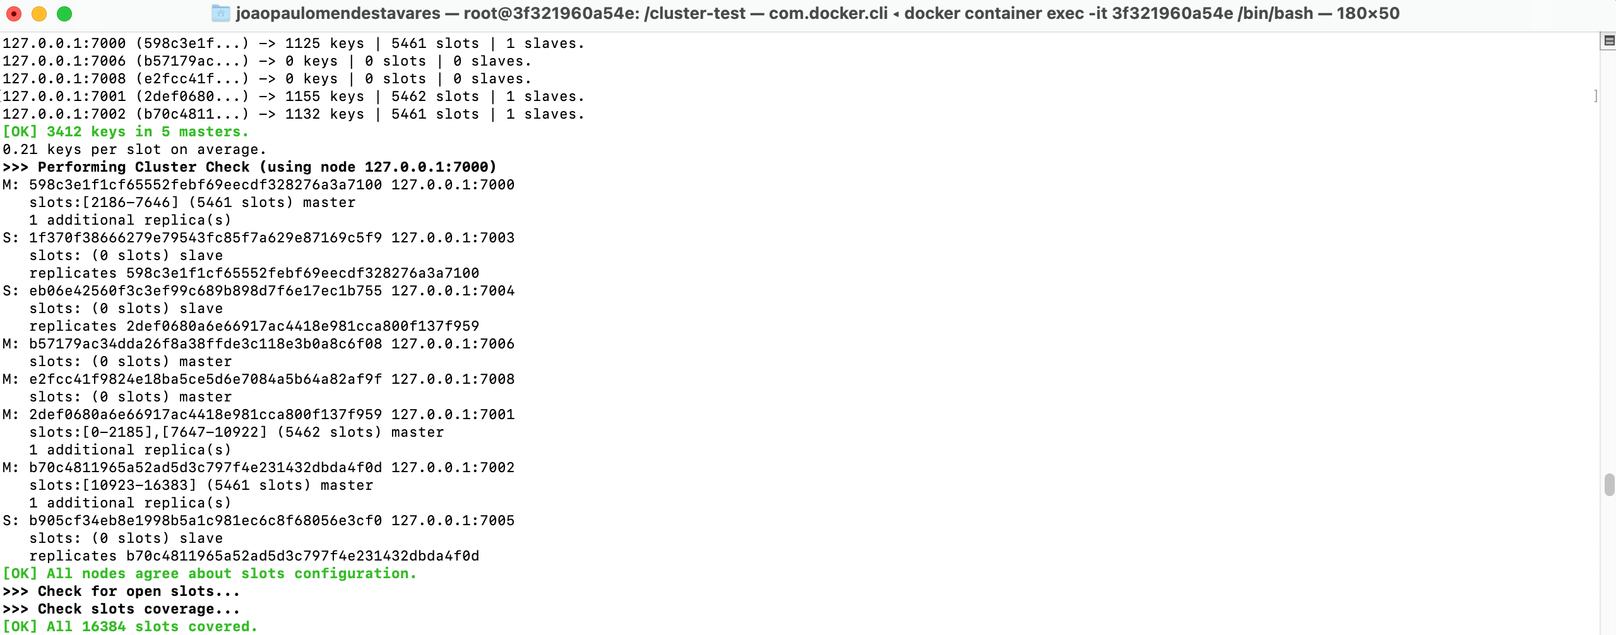 joaopaulomendestavares — root@3f321960a54e: /cluster-test — com.docker.cli ◂ docker container exec -it 3f321960a54e /bin/bash — 180×50
127.0.0.1:7000 (598c3e1f...) -> 1125 keys | 5461 slots | 1 slaves.
127.0.0.1:7006 (b57179ac...) -> 0 keys | 0 slots | 0 slaves.
127.0.0.1:7008 (e2fcc41f...) -> 0 keys | 0 slots | 0 slaves.
[127.0.0.1:7001 (2def0680...) -> 1155 keys | 5462 slots | 1 slaves. ]
127.0.0.1:7002 (b70c4811...) -> 1132 keys | 5461 slots | 1 slaves.
[OK] 3412 keys in 5 masters.
0.21 keys per slot on average.
>>> Performing Cluster Check (using node 127.0.0.1:7000)
M: 598c3e1f1cf65552febf69eecdf328276a3a7100 127.0.0.1:7000
   slots:[2186-7646] (5461 slots) master
   1 additional replica(s)
S: 1f370f38666279e79543fc85f7a629e87169c5f9 127.0.0.1:7003
   slots: (0 slots) slave
   replicates 598c3e1f1cf65552febf69eecdf328276a3a7100
S: eb06e42560f3c3ef99c689b898d7f6e17ec1b755 127.0.0.1:7004
   slots: (0 slots) slave
   replicates 2def0680a6e66917ac4418e981cca800f137f959
M: b57179ac34dda26f8a38ffde3c118e3b0a8c6f08 127.0.0.1:7006
   slots: (0 slots) master
M: e2fcc41f9824e18ba5ce5d6e7084a5b64a82af9f 127.0.0.1:7008
   slots: (0 slots) master
M: 2def0680a6e66917ac4418e981cca800f137f959 127.0.0.1:7001
   slots:[0-2185],[7647-10922] (5462 slots) master
   1 additional replica(s)
M: b70c4811965a52ad5d3c797f4e231432dbda4f0d 127.0.0.1:7002
   slots:[10923-16383] (5461 slots) master
   1 additional replica(s)
S: b905cf34eb8e1998b5a1c981ec6c8f68056e3cf0 127.0.0.1:7005
   slots: (0 slots) slave
   replicates b70c4811965a52ad5d3c797f4e231432dbda4f0d
[OK] All nodes agree about slots configuration.
>>> Check for open slots...
>>> Check slots coverage...
[OK] All 16384 slots covered.